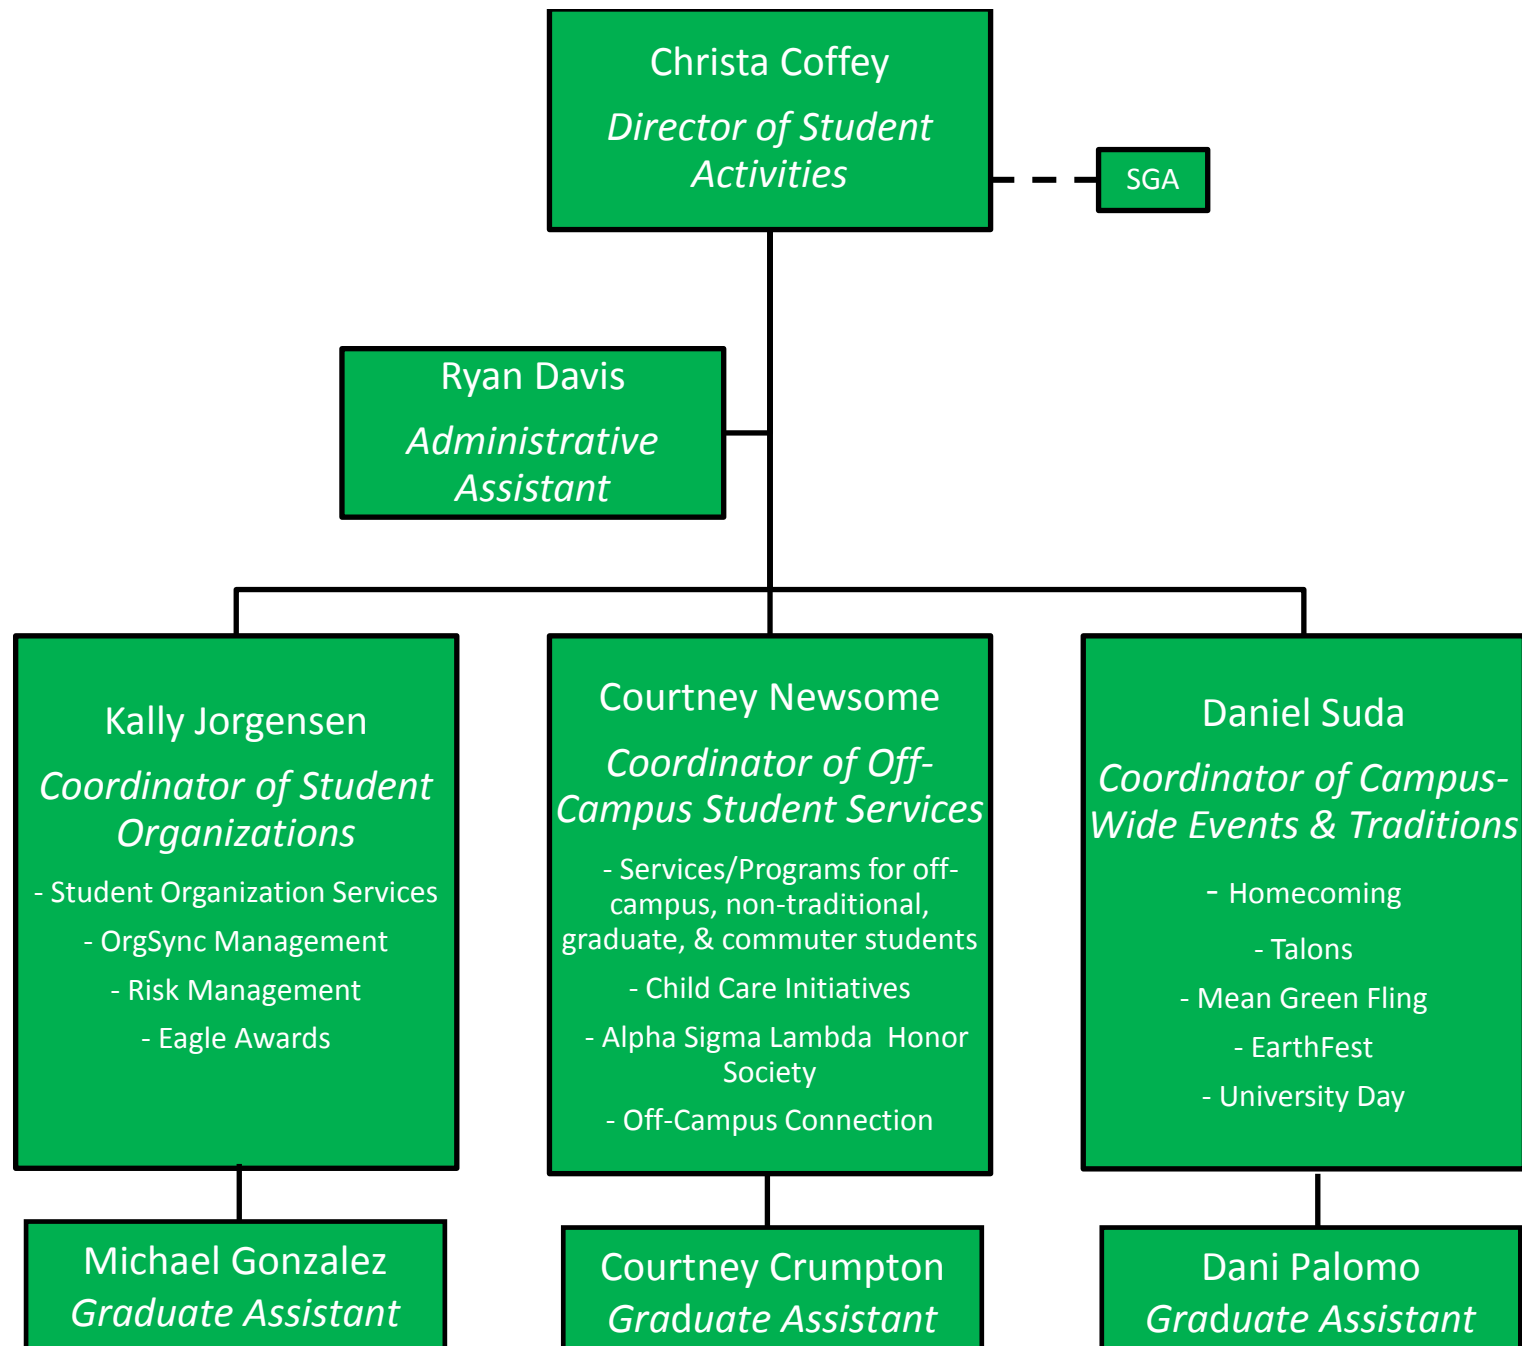 Christa Coffey
Director of Student
Activities
SGA
Ryan Davis
Administrative
Assistant
Kally Jorgensen
Coordinator of Student
Organizations
- Student Organization Services
- OrgSync Management
- Risk Management
- Eagle Awards
Courtney Newsome
Coordinator of Off-
Campus Student Services
- Services/Programs for off-
campus, non-traditional,
graduate, & commuter students
- Child Care Initiatives
- Alpha Sigma Lambda  Honor
Society
- Off-Campus Connection
Daniel Suda
Coordinator of Campus-
Wide Events & Traditions
- Homecoming
- Talons
- Mean Green Fling
- EarthFest
- University Day
Michael Gonzalez
Graduate Assistant
Courtney Crumpton
Graduate Assistant
Dani Palomo
Graduate Assistant